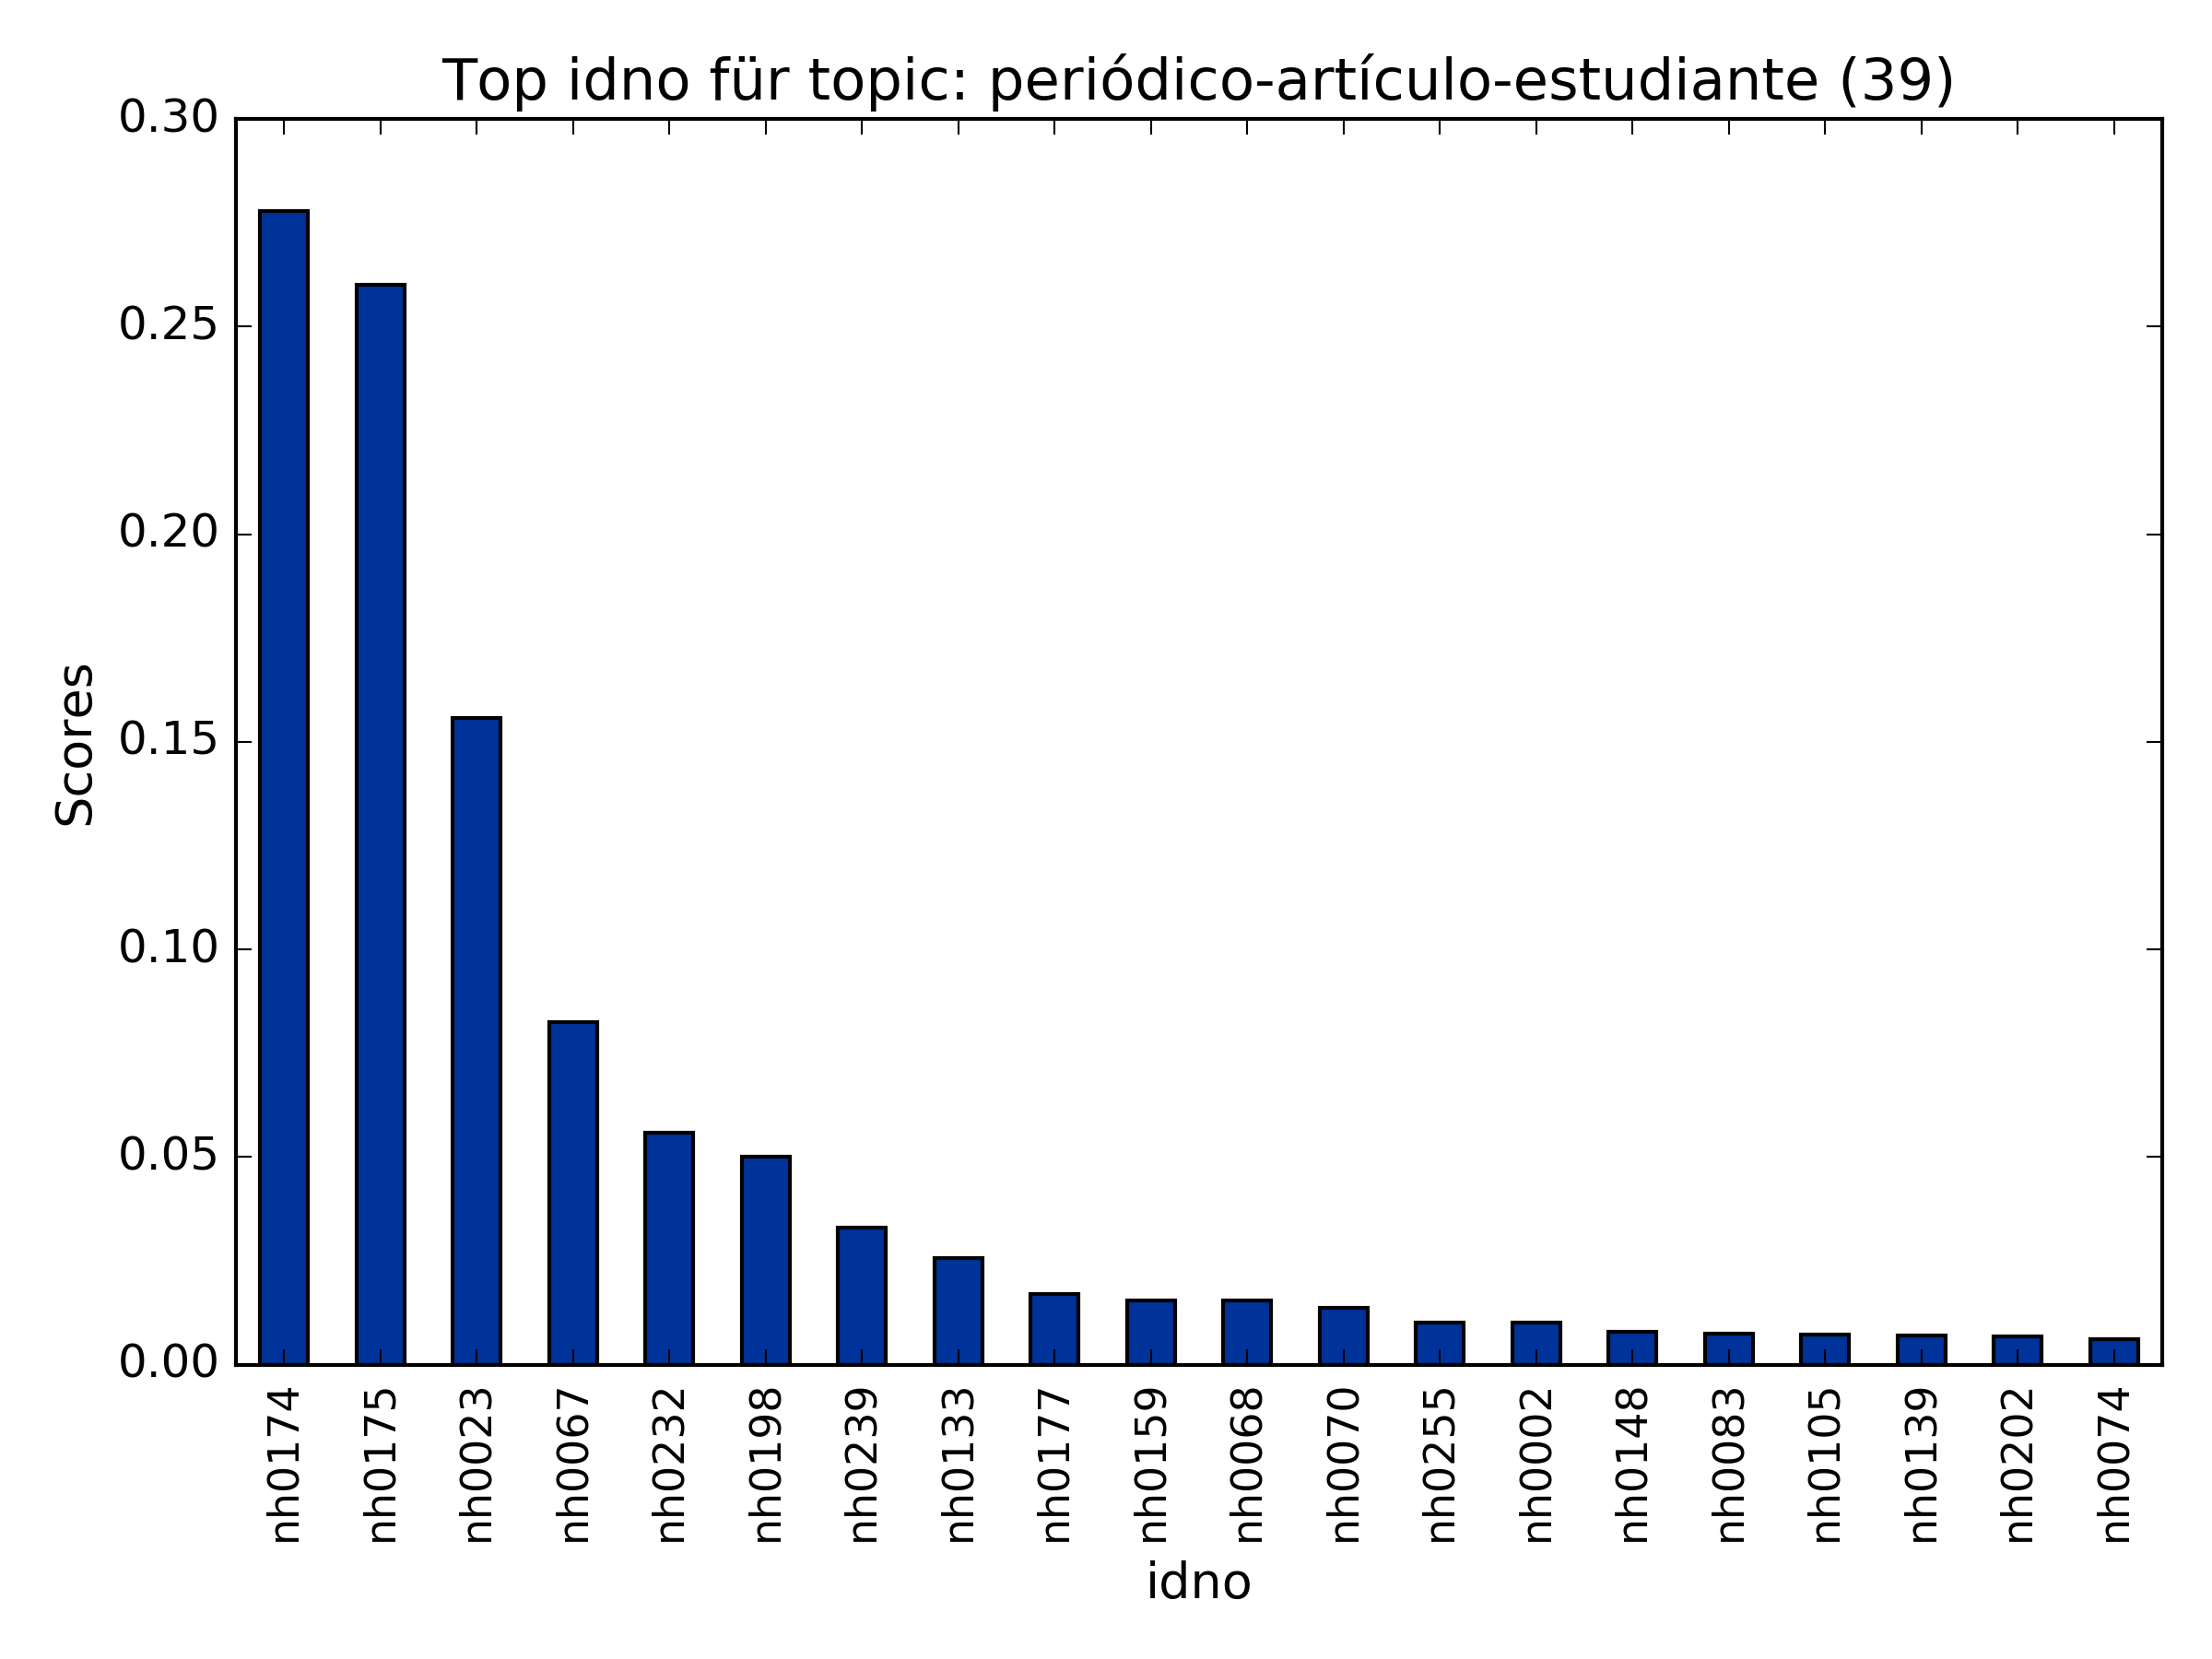 Top idno für topic: periódico-artículo-estudiante (39)
0.30
0.25
0.20
0.15
0.10
0.05
0.00
Scores
nh0174
nh0175
nh0023
nh0067
nh0232
nh0198
nh0239
nh0133
nh0177
nh0159
nh0068
nh0070
nh0255
nh0002
nh0148
nh0083
nh0105
nh0139
nh0202
nh0074
idno